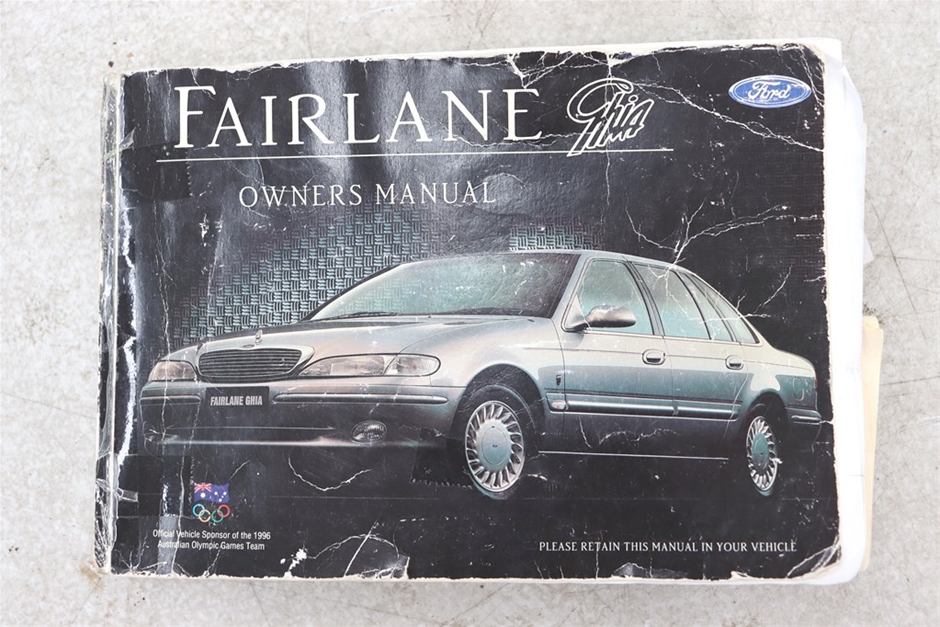 FAIRLANE Ghia
Ford
OWNERS MANUAL
FAIRLANE GHIA
Official Vehicle Sponsor of the 1996
Australian Olympic Games Team
PLEASE RETAIN THIS MANUAL IN YOUR VEHICLE